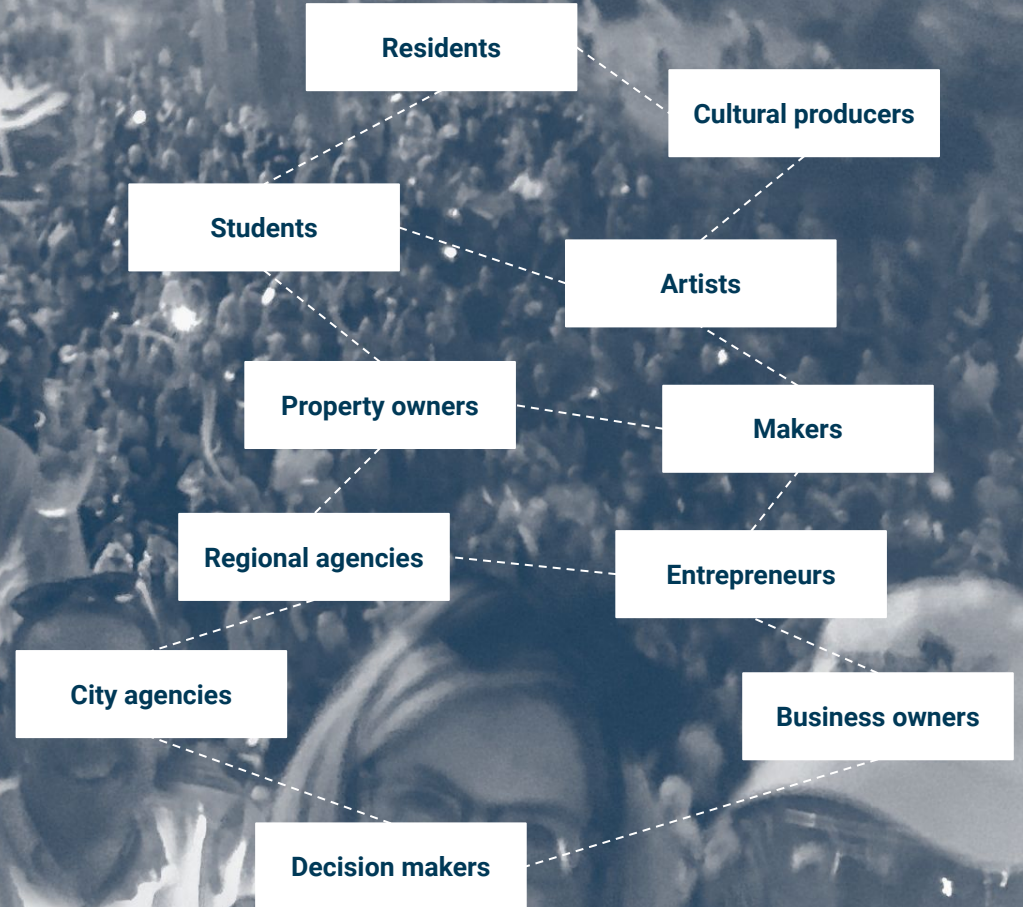 Residents
Cultural producers
Students
Artists
Property owners
Makers
Regional agencies
Entrepreneurs
City agencies
Business owners
Decision makers